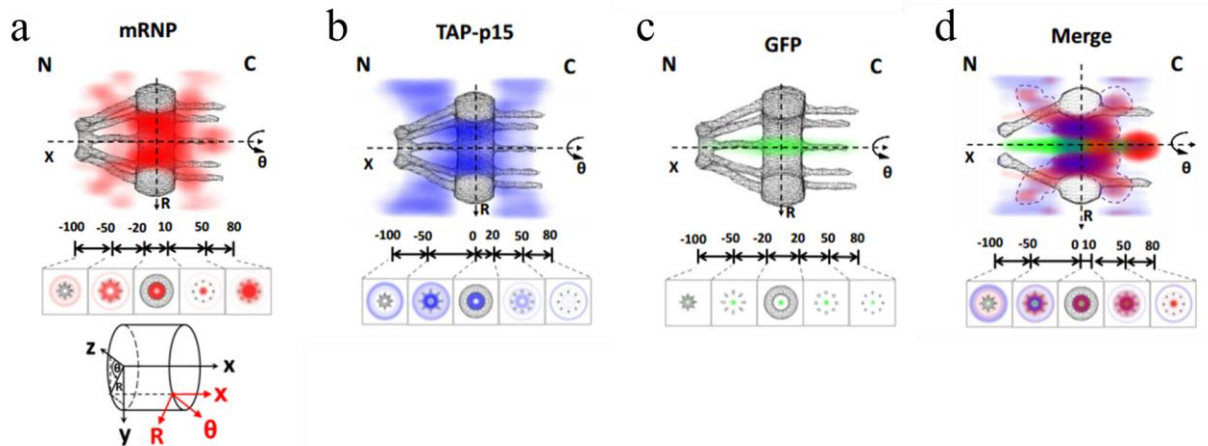 a
mRNP
N C
X
θ
R
-100 -50 -20 10 50 80
z
θ
R
x
x
y
R
θ
b
TAP-p15
N C
X
θ
R
-100 -50 0 20 50 80
c
GFP
N C
X
θ
R
-100 -50 -20 20 50 80
d
Merge
N C
X
θ
R
-100 -50 0 10 50 80